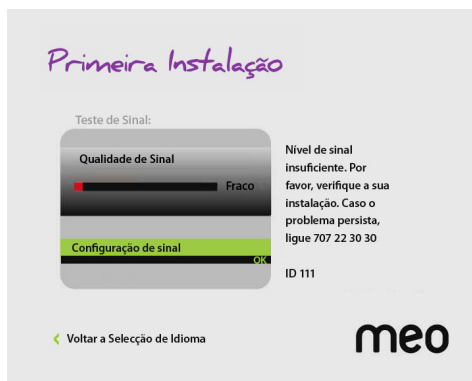 Primeira Instalação
Teste de Sinal:
Qualidade de Sinal
Fraco
Configuração de sinal
OK
Nível de sinal
insuficiente. Por
favor, verifique a sua
instalação. Caso o
problema persista,
ligue 707 22 30 30
ID 111
Voltar a Selecção de Idioma
meo